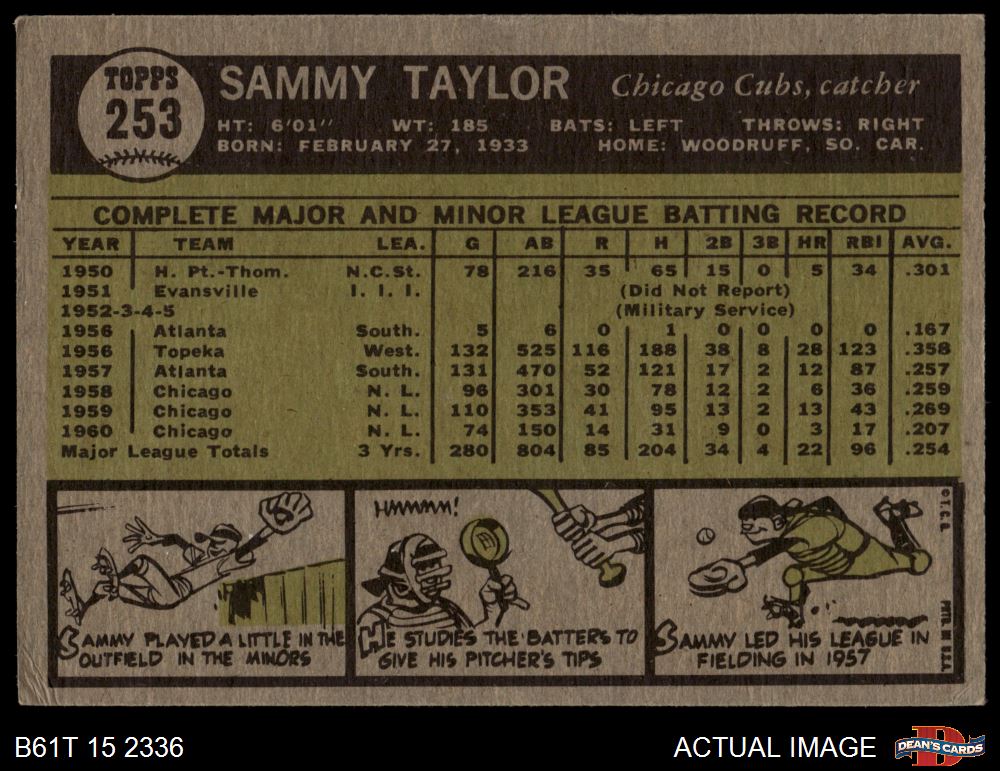 TOPPS
253
SAMMY TAYLOR Chicago Cubs, catcher
HT: 6'01" WT: 185 BATS: LEFT THROWS: RIGHT
BORN: FEBRUARY 27, 1933 HOME: WOODRUFF, SO. CAR.
COMPLETE MAJOR AND MINOR LEAGUE BATTING RECORD
YEAR TEAM LEA. G AB R H 2B 3B HR RBI AVG.
1950 H. Pt.-Thom. N.C.St. 78 216 35 65 15 0 5 34 .301
1951 Evansville I. I. I. (Did Not Report)
1952-3-4-5 (Military Service)
1956 Atlanta South. 5 6 0 1 0 0 0 0 .167
1956 Topeka West. 132 525 116 188 38 8 28 123 .358
1957 Atlanta South. 131 470 52 121 17 2 12 87 .257
1958 Chicago N. L. 96 301 30 78 12 2 6 36 .259
1959 Chicago N. L. 110 353 41 95 13 2 13 43 .269
1960 Chicago N. L. 74 150 14 31 9 0 3 17 .207
Major League Totals 3 Yrs. 280 804 85 204 34 4 22 96 .254
SAMMY PLAYED A LITTLE IN THE
OUTFIELD IN THE MINORS
HMMMM!
HE STUDIES THE BATTERS TO
GIVE HIS PITCHER'S TIPS
SAMMY LED HIS LEAGUE IN
FIELDING IN 1957
© T.C.G.
PRTD. IN U.S.A.
B61T 15 2336
ACTUAL IMAGE
DEAN'S CARDS